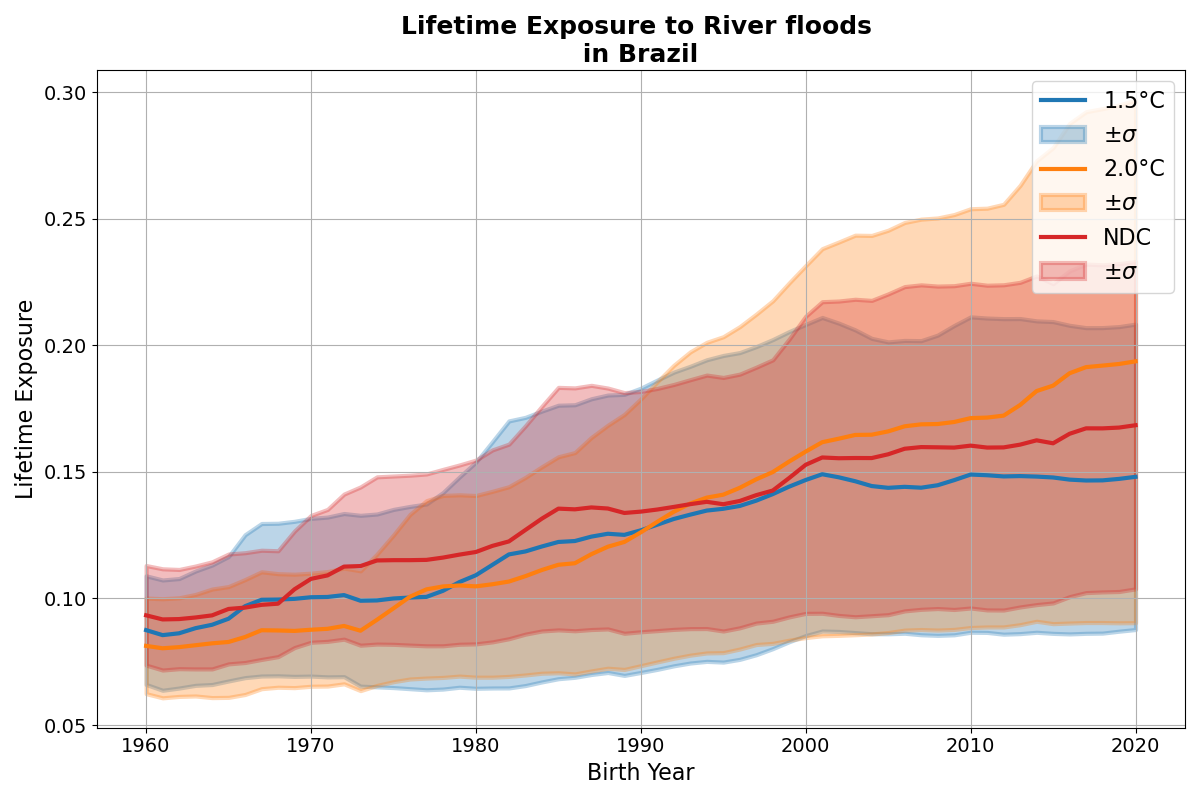 Lifetime Exposure to River floods
in Brazil
Lifetime Exposure
0.30
0.25
0.20
0.15
0.10
0.05
1.5°C
±σ
2.0°C
±σ
NDC
±σ
1960 1970 1980 1990 2000 2010 2020
Birth Year